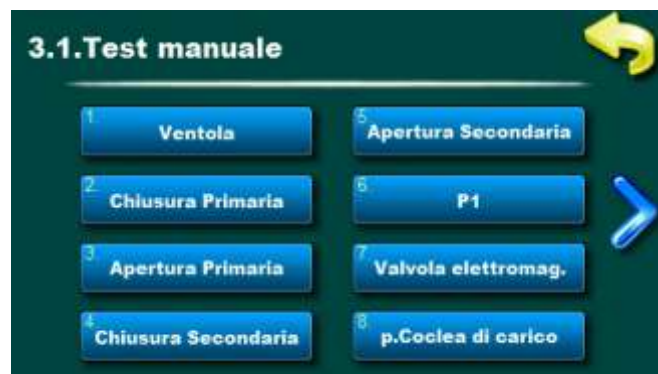 3.1.Test manuale
1. Ventola
2. Chiusura Primaria
3. Apertura Primaria
4. Chiusura Secondaria
5. Apertura Secondaria
6. P1
7. Valvola elettromag.
8. p.Coclea di carico